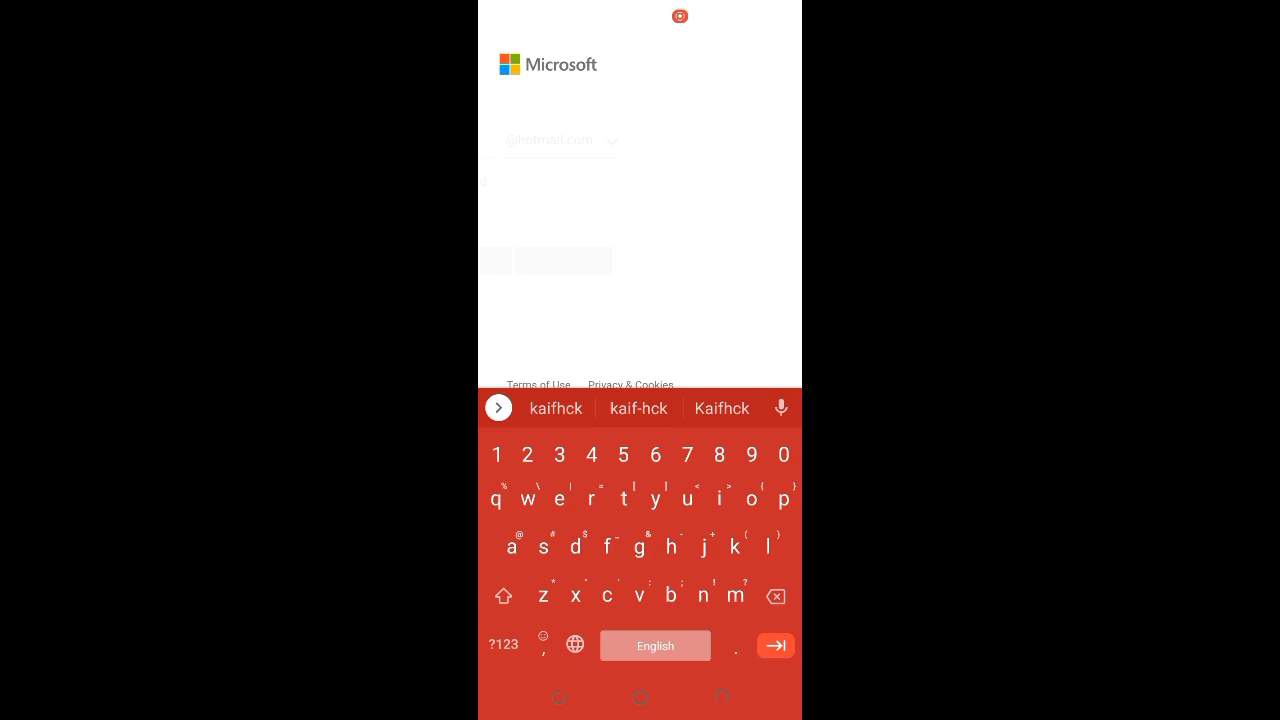 Microsoft
@hotmail.com
d
Terms of Use Privacy & Cookies
kaifhck kaif-hck Kaifhck
1 2 3 4 5 6 7 8 9 0
% \ | = [ ] < > { }
q w e r t y u i o p
@ # $ _ & - + ( )
a s d f g h j k l
* " ' : ; ! ?
z x c v b n m
?123 , English .